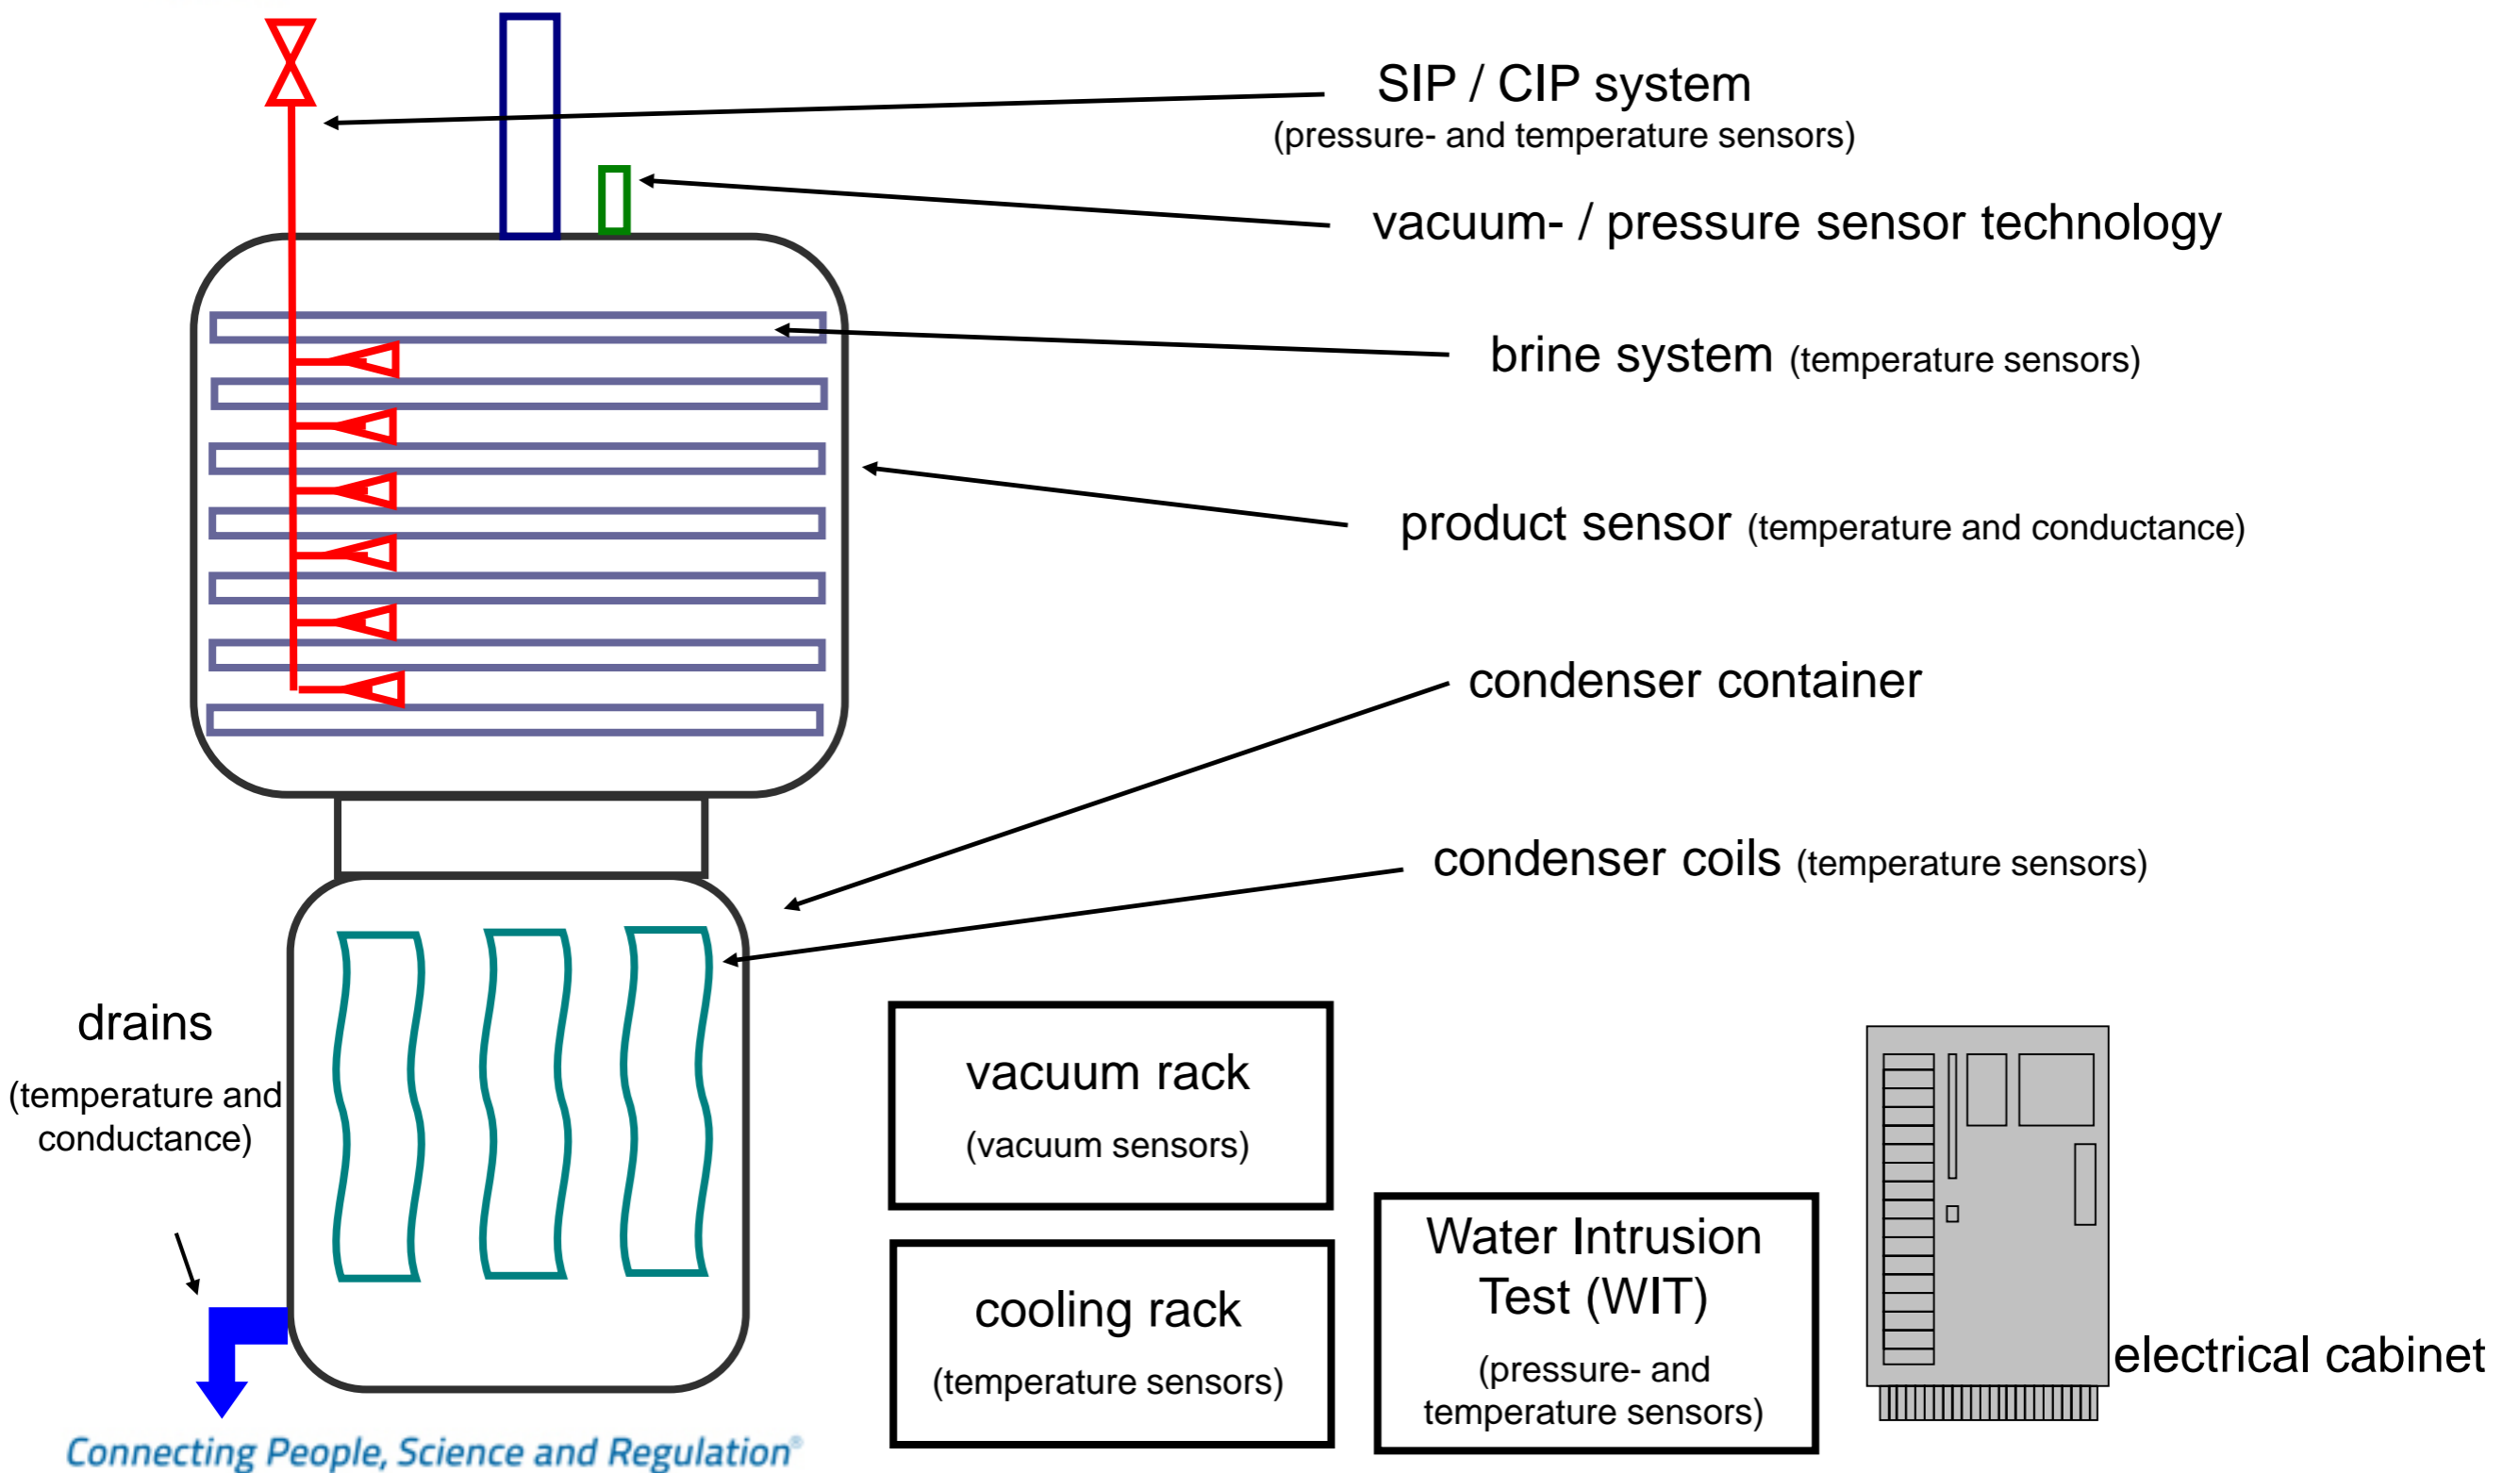 SIP / CIP system
(pressure- and temperature sensors)
vacuum- / pressure sensor technology
brine system (temperature sensors)
product sensor (temperature and conductance)
condenser container
condenser coils (temperature sensors)
drains
(temperature and
conductance)
vacuum rack
(vacuum sensors)
cooling rack
(temperature sensors)
Water Intrusion
Test (WIT)
(pressure- and
temperature sensors)
electrical cabinet
Connecting People, Science and Regulation®